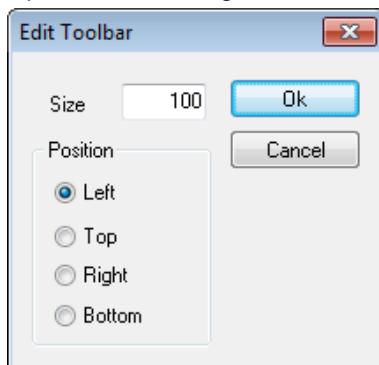 Edit Toolbar
Size 100 Ok
Position Cancel
Left
Top
Right
Bottom